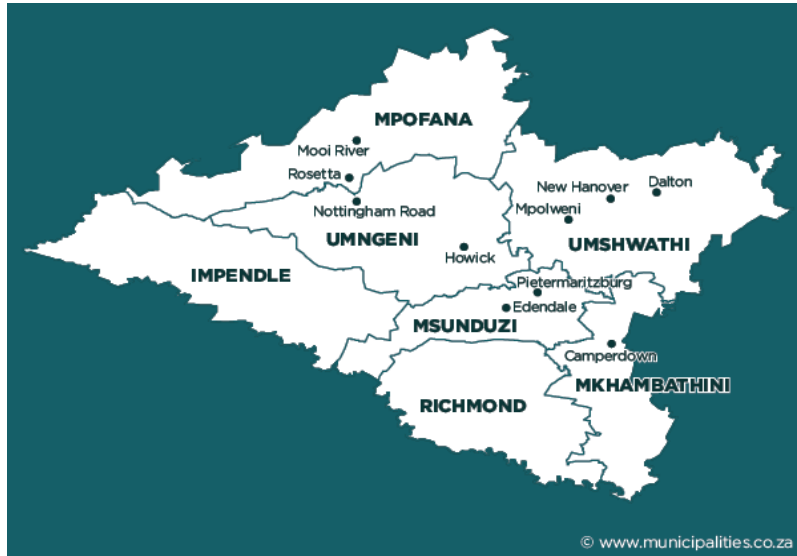 MPOFANA
Mooi River
Rosetta
Nottingham Road
New Hanover
Dalton
Mpolweni
UMNGENI
UMSHWATHI
Howick
IMPENDLE
Pietermaritzburg
Edendale
MSUNDUZI
Camperdown
MKHAMBATHINI
RICHMOND
© www.municipalities.co.za